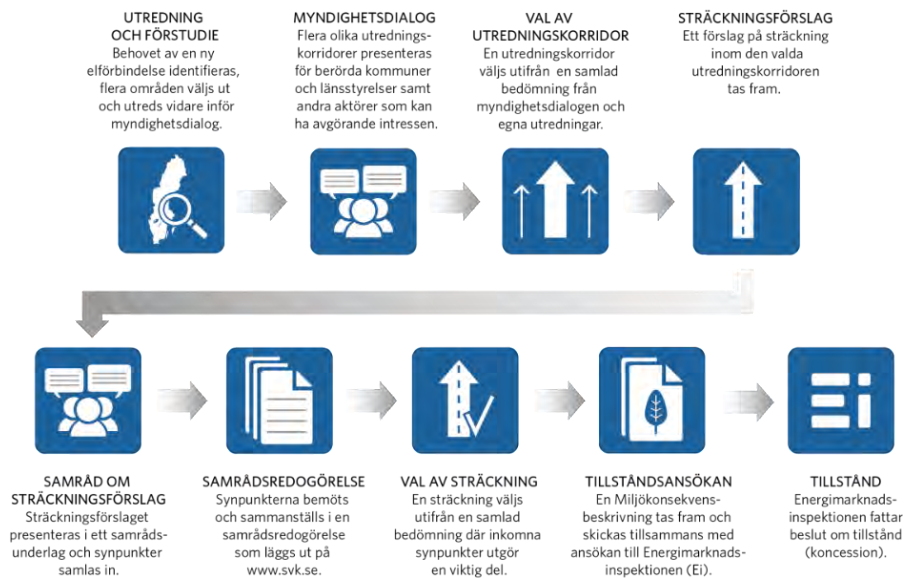 UTREDNING
OCH FÖRSTUDIE
Behovet av en ny
elförbindelse identifieras,
flera områden väljs ut
och utreds vidare inför
myndighetsdialog.
MYNDIGHETSDIALOG
Flera olika utrednings-
korridorer presenteras
för berörda kommuner
och länsstyrelser samt
andra aktörer som kan
ha avgörande intressen.
VAL AV
UTREDNINGSKORRIDOR
En utredningskorridor
väljs utifrån en samlad
bedömning från
myndighetsdialogen och
egna utredningar.
STRÄCKNINGSFÖRSLAG
Ett förslag på sträckning
inom den valda
utredningskorridoren
tas fram.
SAMRÅD OM
STRÄCKNINGSFÖRSLAG
Sträckningsförslaget
presenteras i ett samråds-
underlag och synpunkter
samlas in.
SAMRÅDSREDOGÖRELSE
Synpunkterna bemöts
och sammanställs i en
samrådsredogörelse
som läggs ut på
www.svk.se.
VAL AV STRÄCKNING
En sträckning väljs
utifrån en samlad
bedömning där inkomna
synpunkter utgör
en viktig del.
TILLSTÅNDSANSÖKAN
En Miljökonsekvens-
beskrivning tas fram och
skickas tillsammans med
ansökan till Energimarknads-
inspektionen (Ei).
Ei
TILLSTÅND
Energimarknads-
inspektionen fattar
beslut om tillstånd
(koncession).